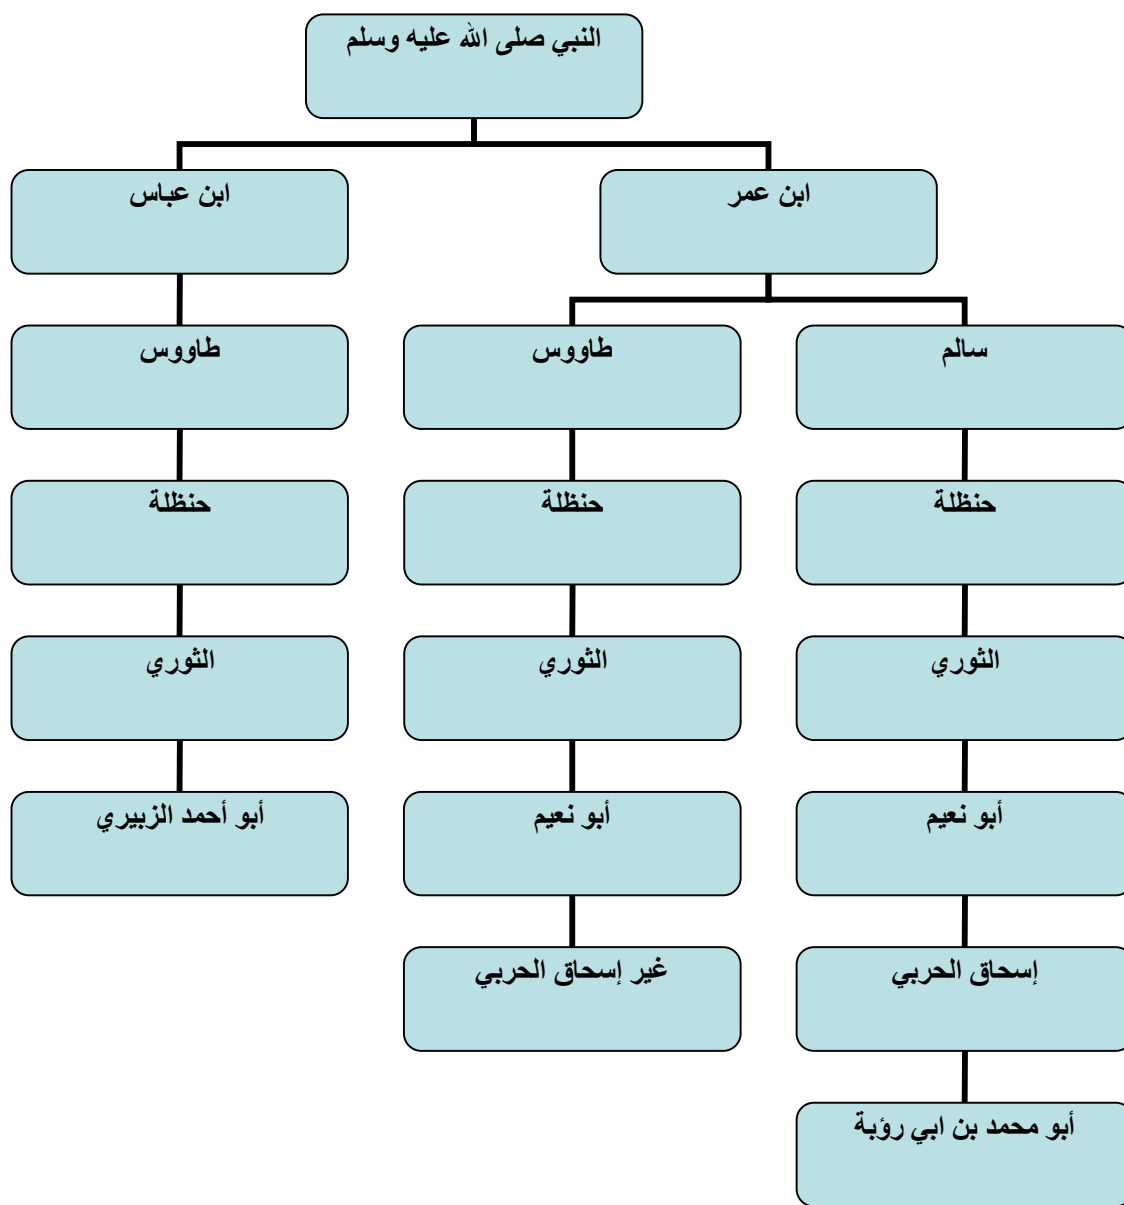 النبي صلى الله عليه وسلم
ابن عمر
ابن عباس
سالم
طاووس
طاووس
حنظلة
حنظلة
حنظلة
الثوري
الثوري
الثوري
أبو نعيم
أبو نعيم
أبو أحمد الزبيري
إسحاق الحربي
غير إسحاق الحربي
أبو محمد بن ابي رؤبة